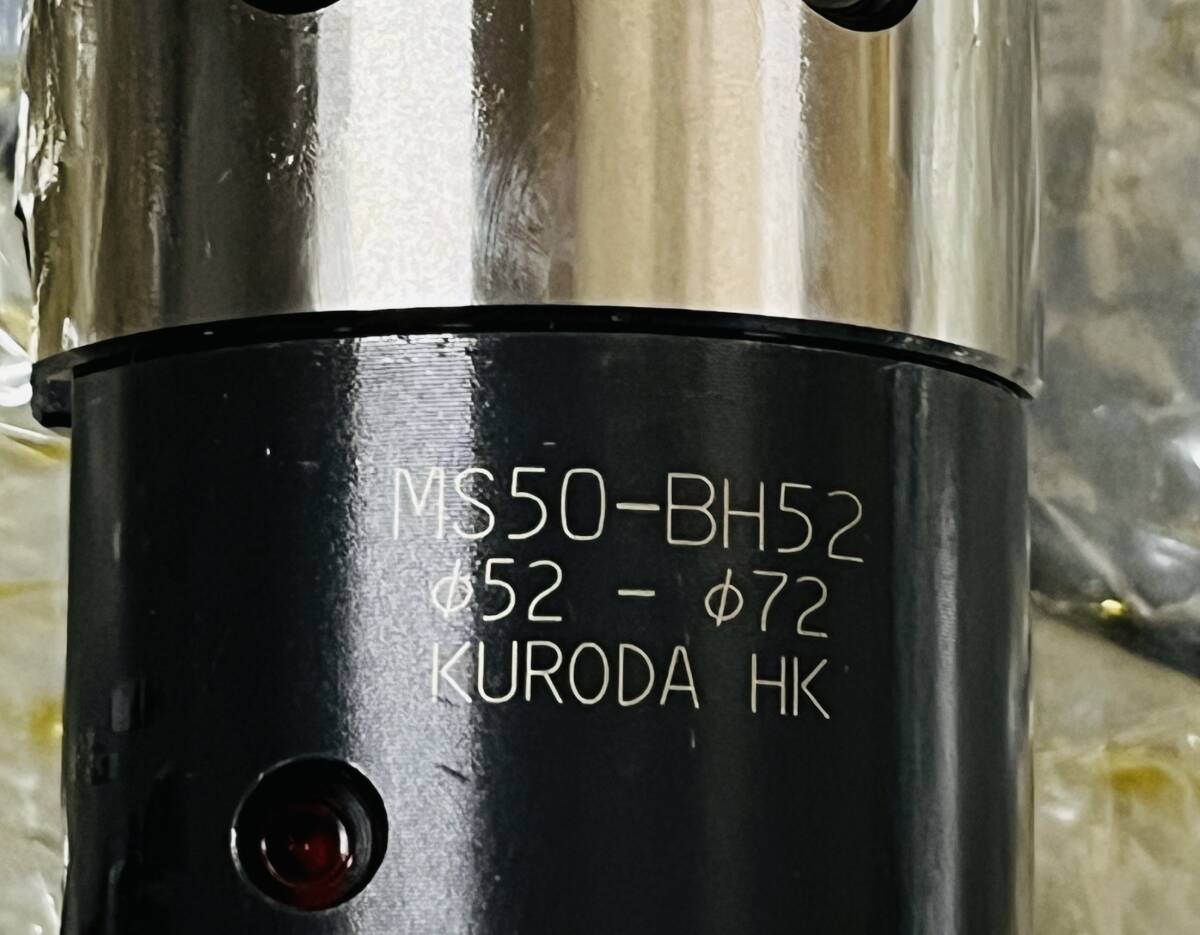 MS50-BH52
ϕ52 - ϕ72
KURODA HK